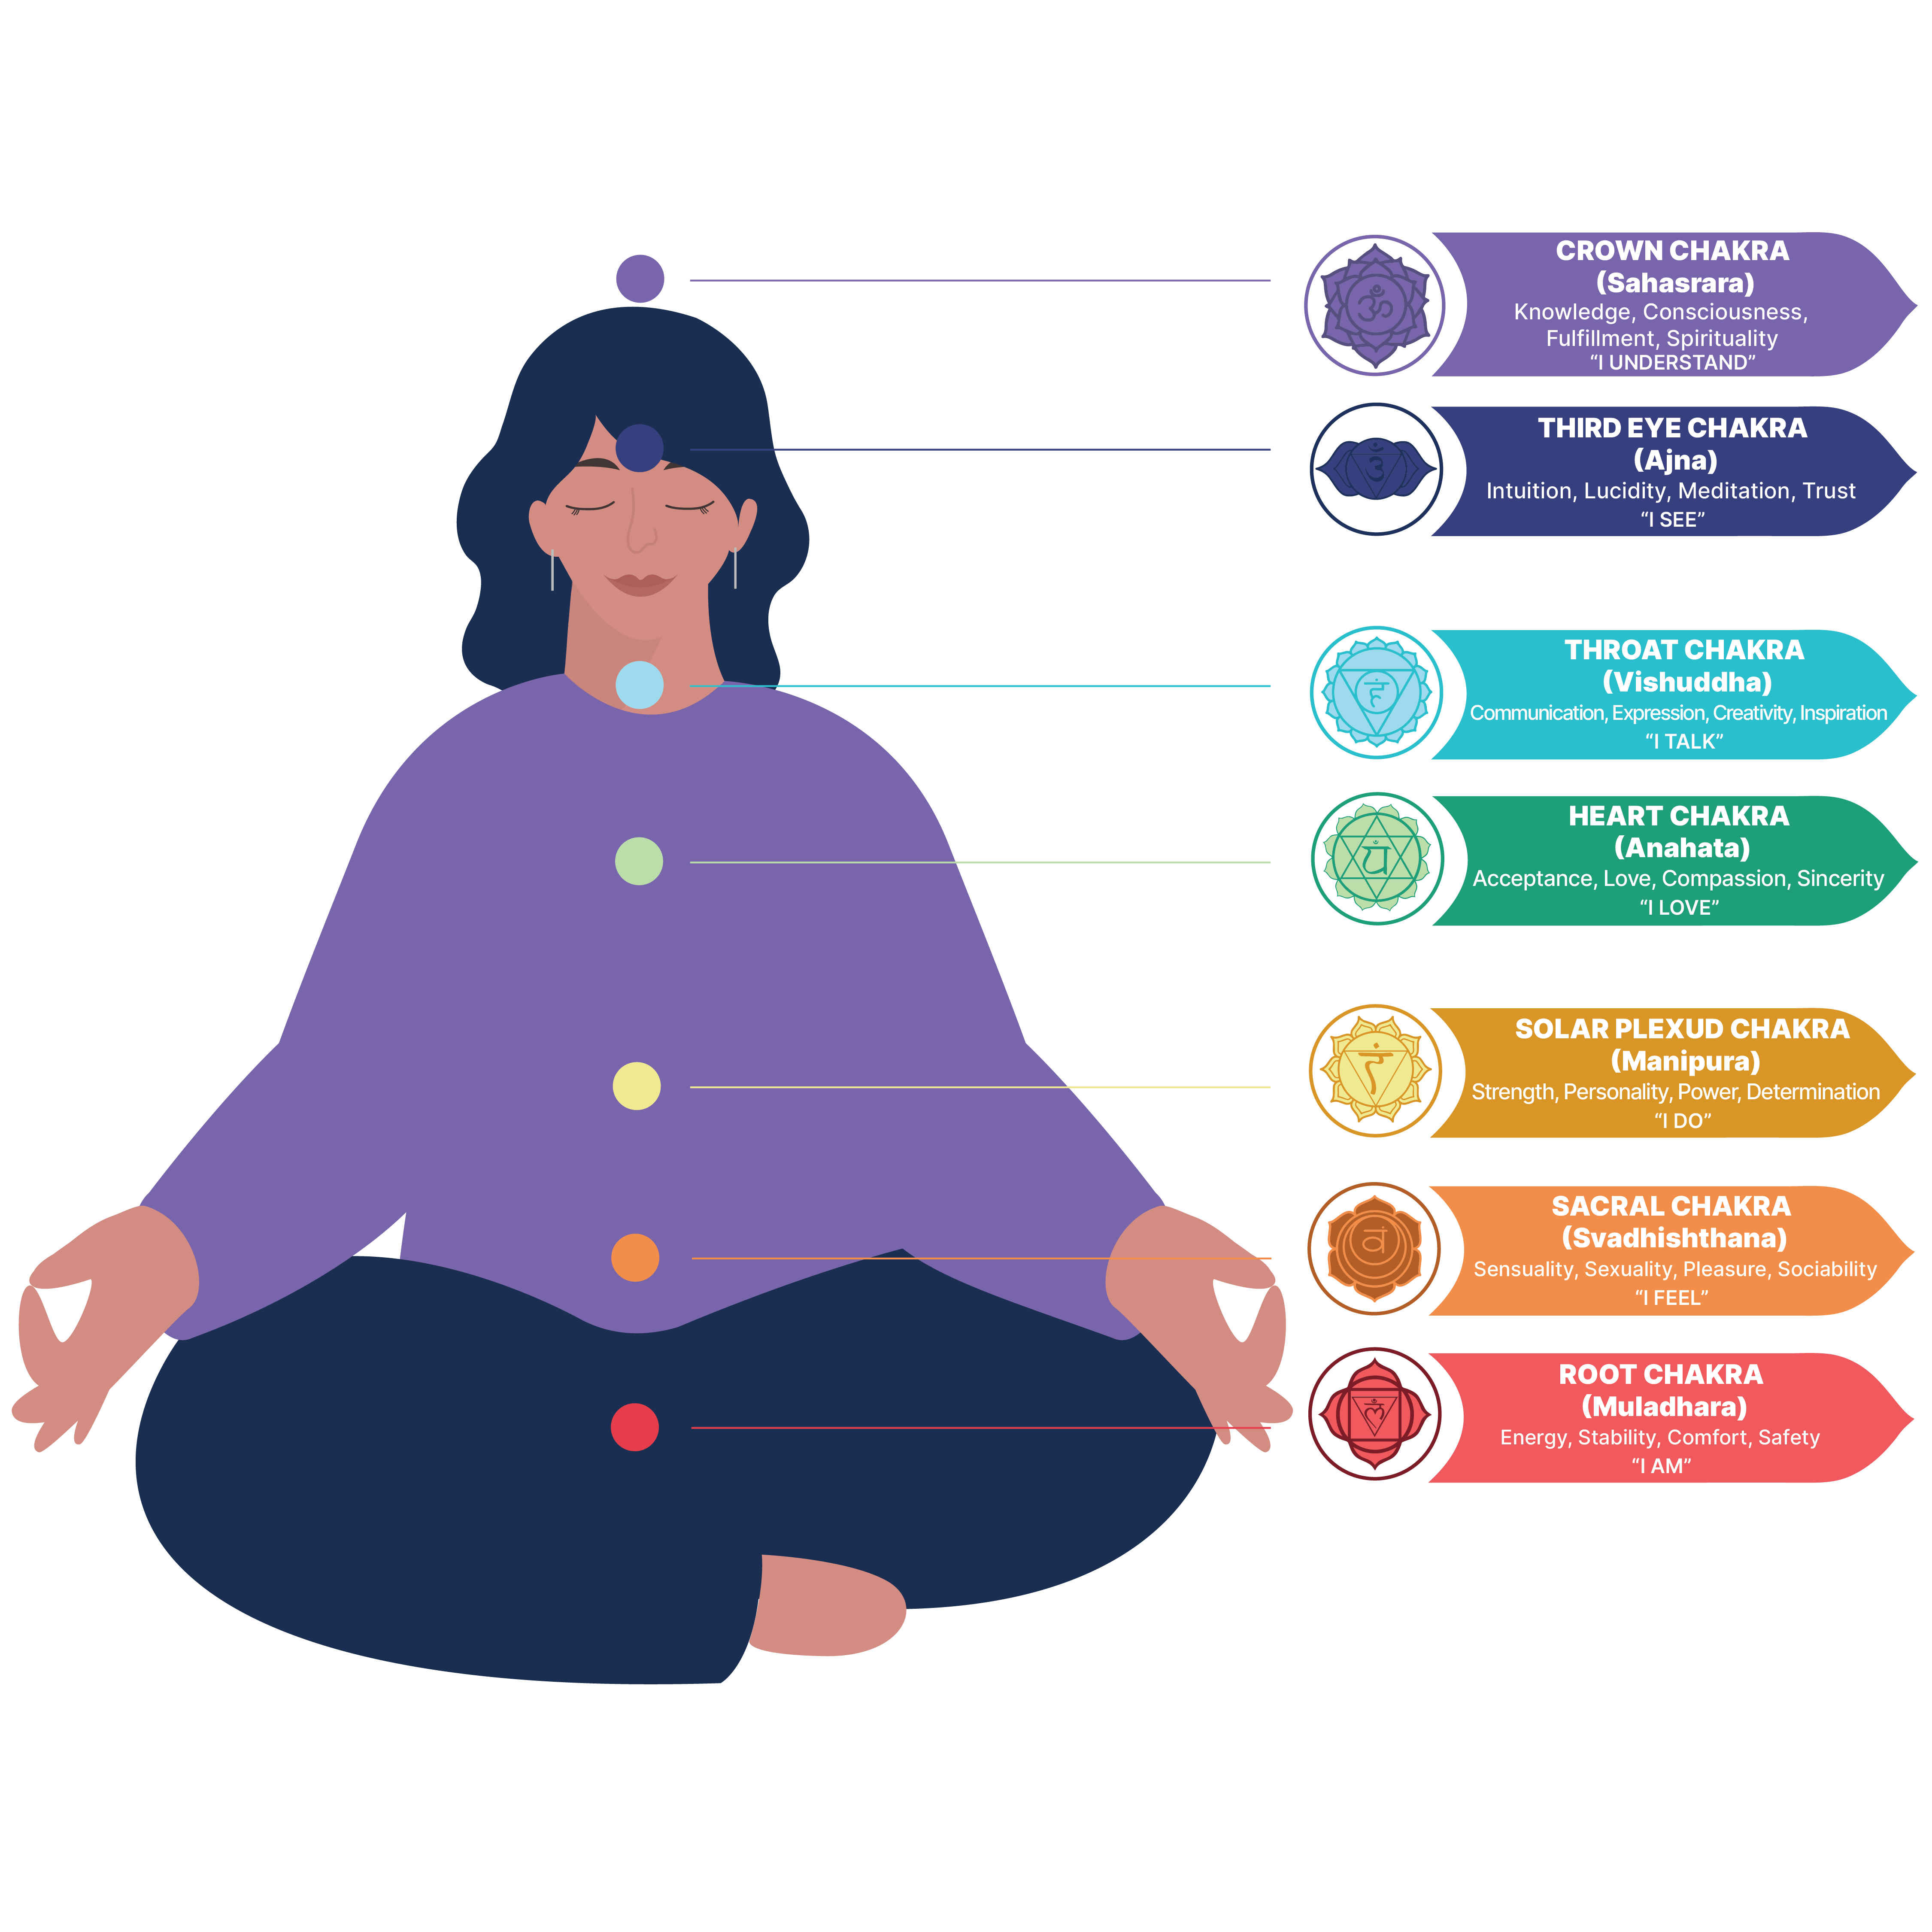 ॐ
CROWN CHAKRA
(Sahasrara)
Knowledge, Consciousness,
Fulfillment, Spirituality
“I UNDERSTAND”
THIRD EYE CHAKRA
(Ajna)
Intuition, Lucidity, Meditation, Trust
“I SEE”
THROAT CHAKRA
(Vishuddha)
Communication, Expression, Creativity, Inspiration
“I TALK”
HEART CHAKRA
(Anahata)
Acceptance, Love, Compassion, Sincerity
“I LOVE”
SOLAR PLEXUD CHAKRA
(Manipura)
Strength, Personality, Power, Determination
“I DO”
SACRAL CHAKRA
(Svadhishthana)
Sensuality, Sexuality, Pleasure, Sociability
“I FEEL”
ROOT CHAKRA
(Muladhara)
Energy, Stability, Comfort, Safety
“I AM”